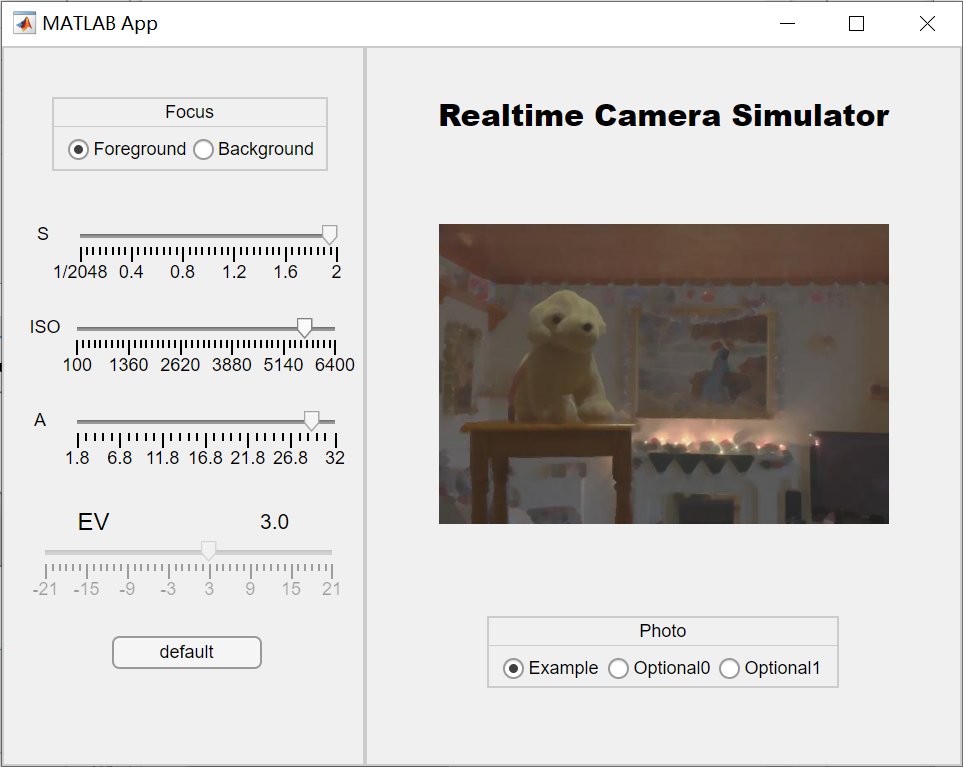 MATLAB App
Focus
Foreground Background
S
1/2048 0.4 0.8 1.2 1.6 2
ISO
100 1360 2620 3880 5140 6400
A
1.8 6.8 11.8 16.8 21.8 26.8 32
EV 3.0
-21 -15 -9 -3 3 9 15 21
default
Realtime Camera Simulator
Photo
Example Optional0 Optional1